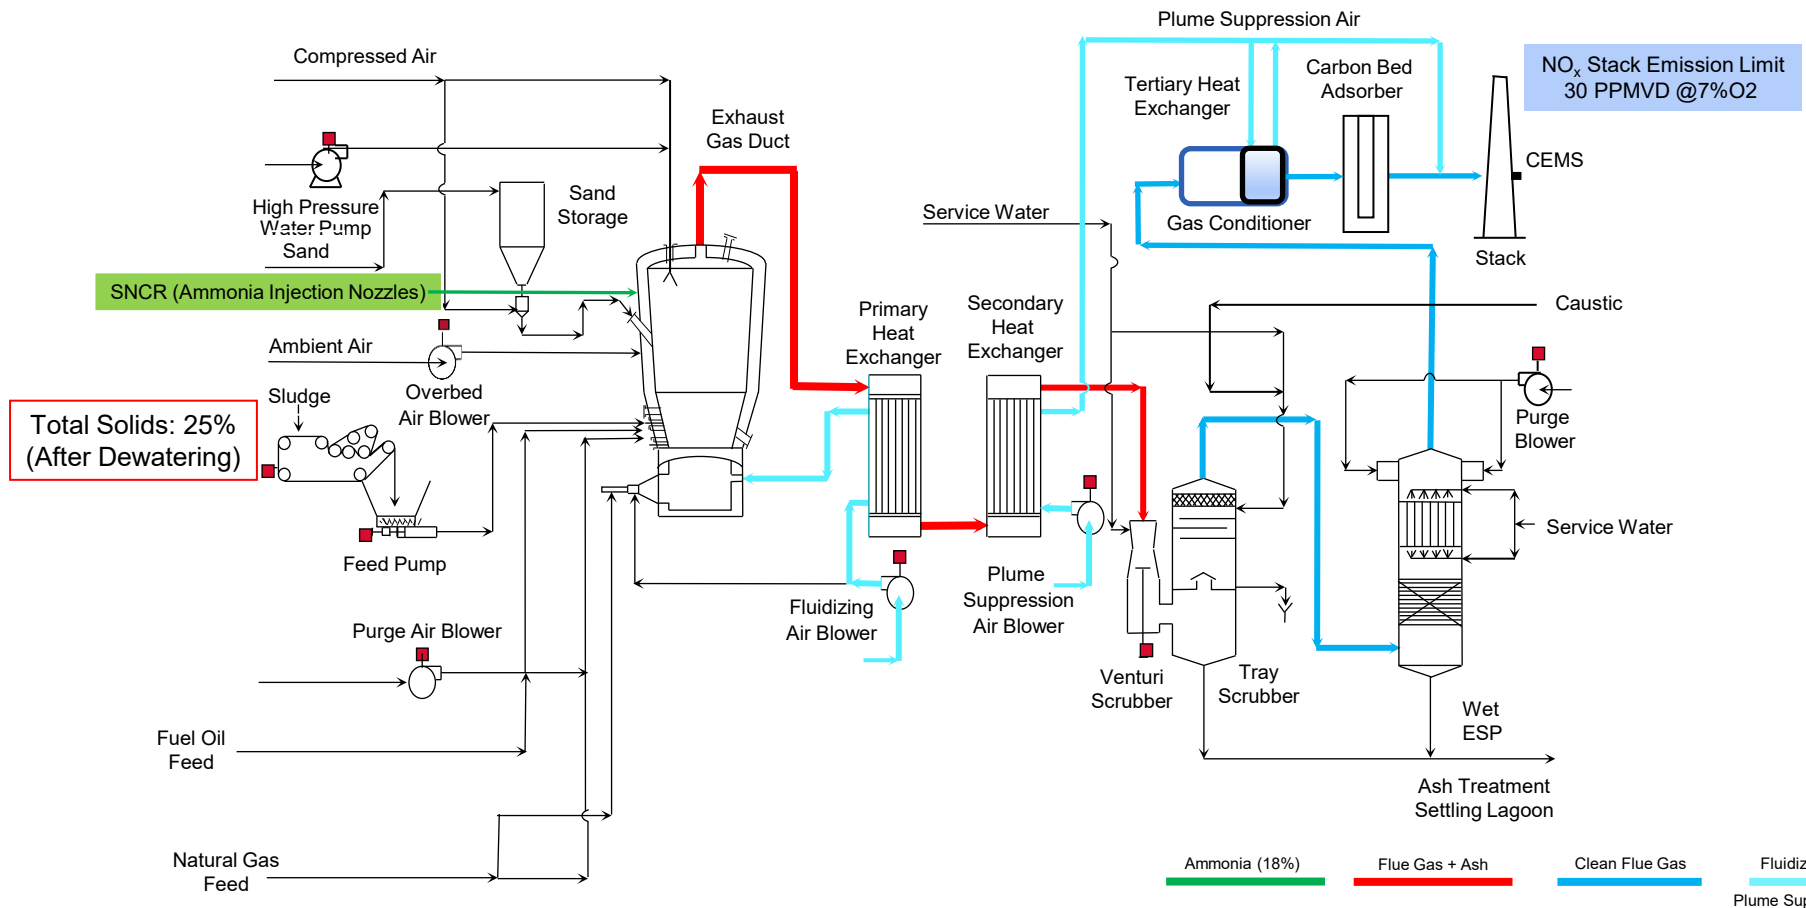 Plume Suppression Air
Compressed Air
NOx Stack Emission Limit
30 PPMVD @7%O2
Carbon Bed
Adsorber
Tertiary Heat
Exchanger
Exhaust
Gas Duct
CEMS
Sand
Storage
High Pressure
Water Pump
Sand
Service Water
Gas Conditioner
Stack
SNCR (Ammonia Injection Nozzles)
Primary
Heat
Exchanger
Secondary
Heat
Exchanger
Caustic
Ambient Air
Overbed
Air Blower
Sludge
Total Solids: 25%
(After Dewatering)
Purge
Blower
Service Water
Feed Pump
Plume
Suppression
Air Blower
Fluidizing
Air Blower
Purge Air Blower
Venturi
Scrubber
Tray
Scrubber
Wet
ESP
Fuel Oil
Feed
Ash Treatment
Settling Lagoon
Natural Gas
Feed
Ammonia (18%)
Flue Gas + Ash
Clean Flue Gas
Fluidiz
Plume Sup